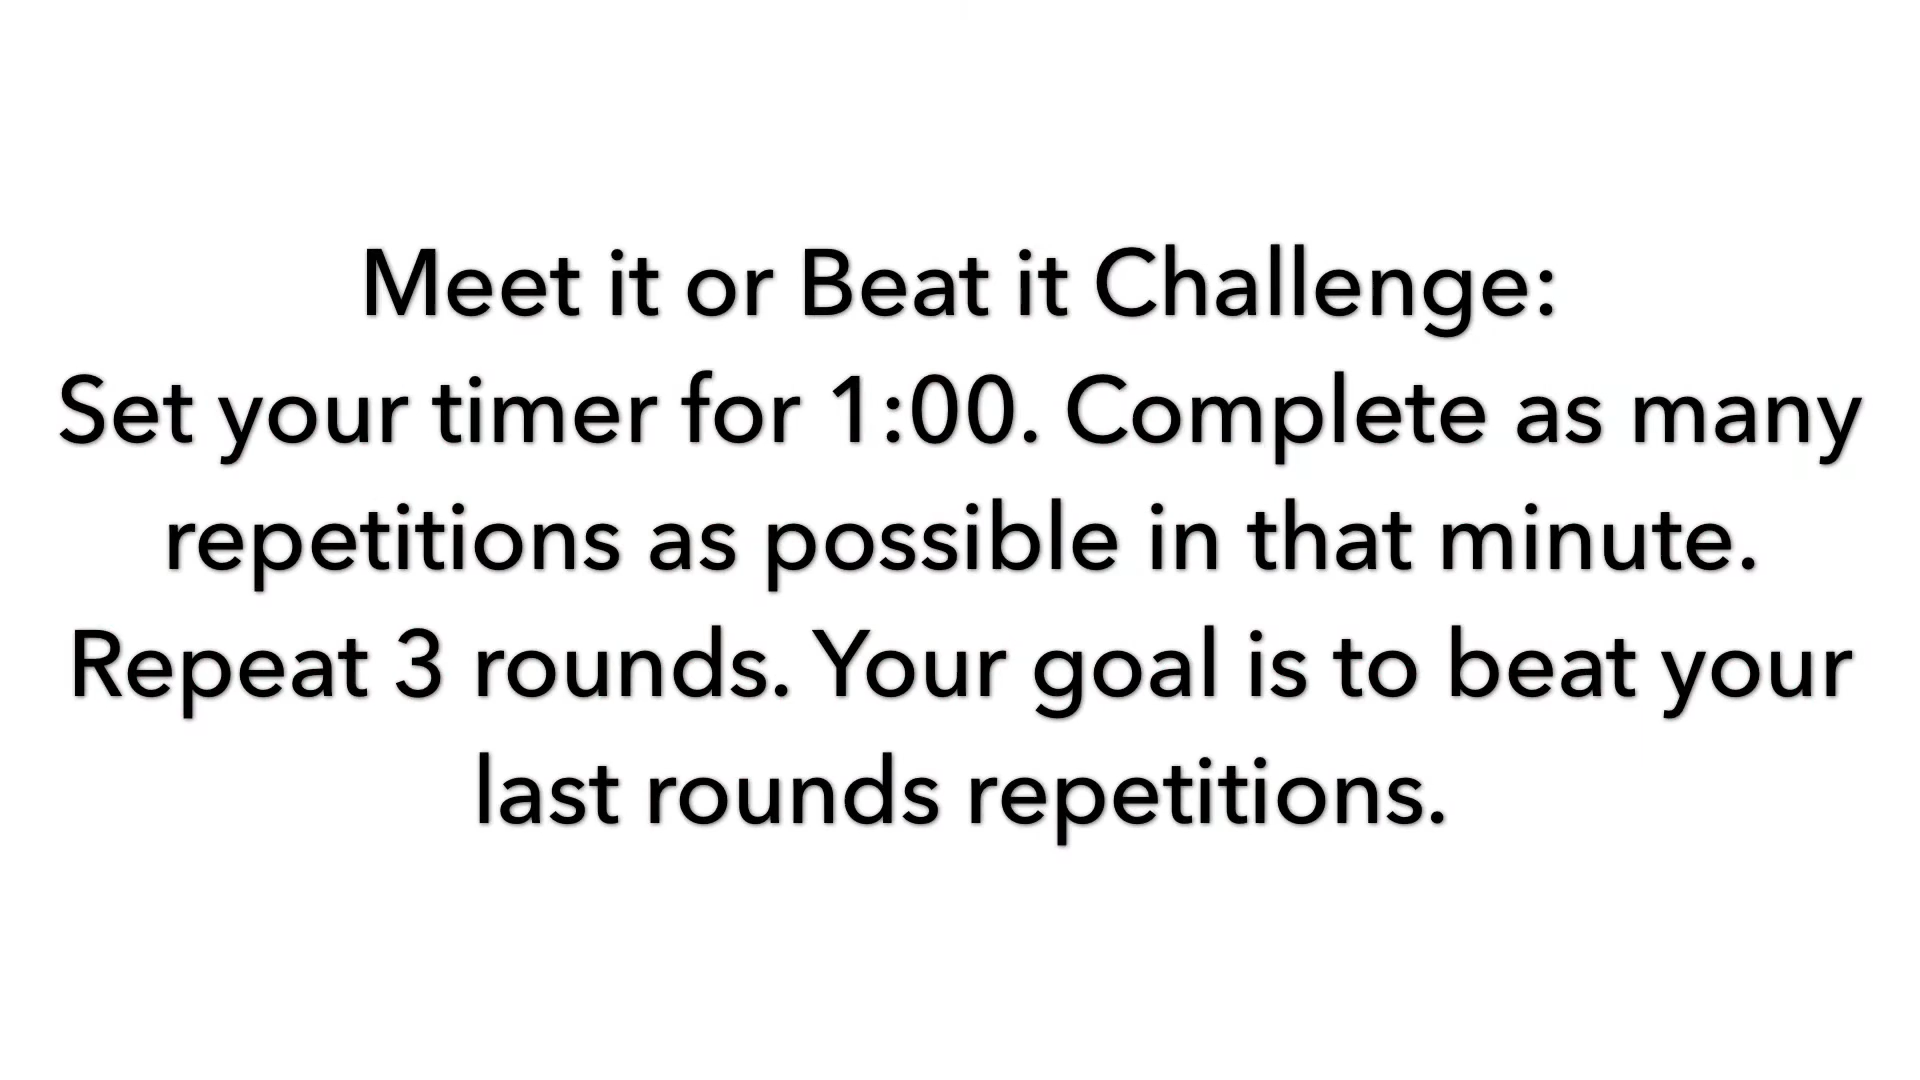 Meet it or Beat it Challenge:
Set your timer for 1:00. Complete as many
repetitions as possible in that minute.
Repeat 3 rounds. Your goal is to beat your
last rounds repetitions.